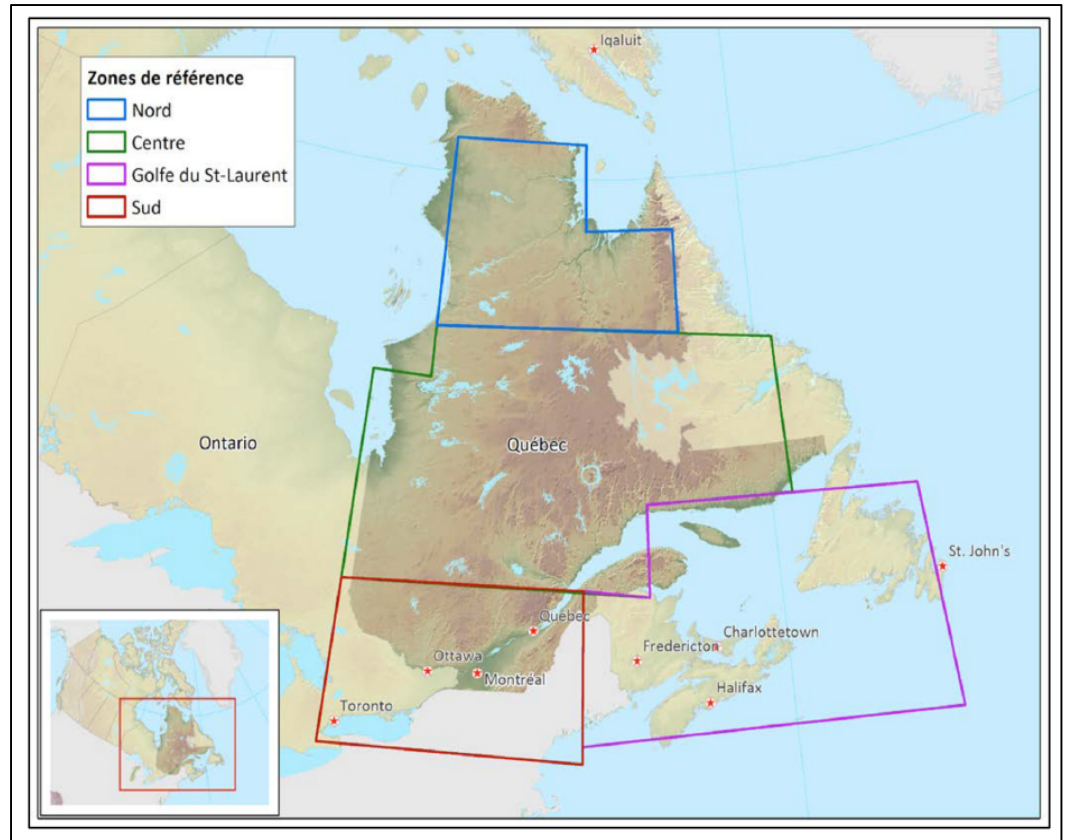 Iqaluit
Zones de référence
Nord
Centre
Golfe du St-Laurent
Sud
Ontario
Québec
St. John's
Québec
Charlottetown
Fredericton
Ottawa
Montréal
Halifax
Toronto